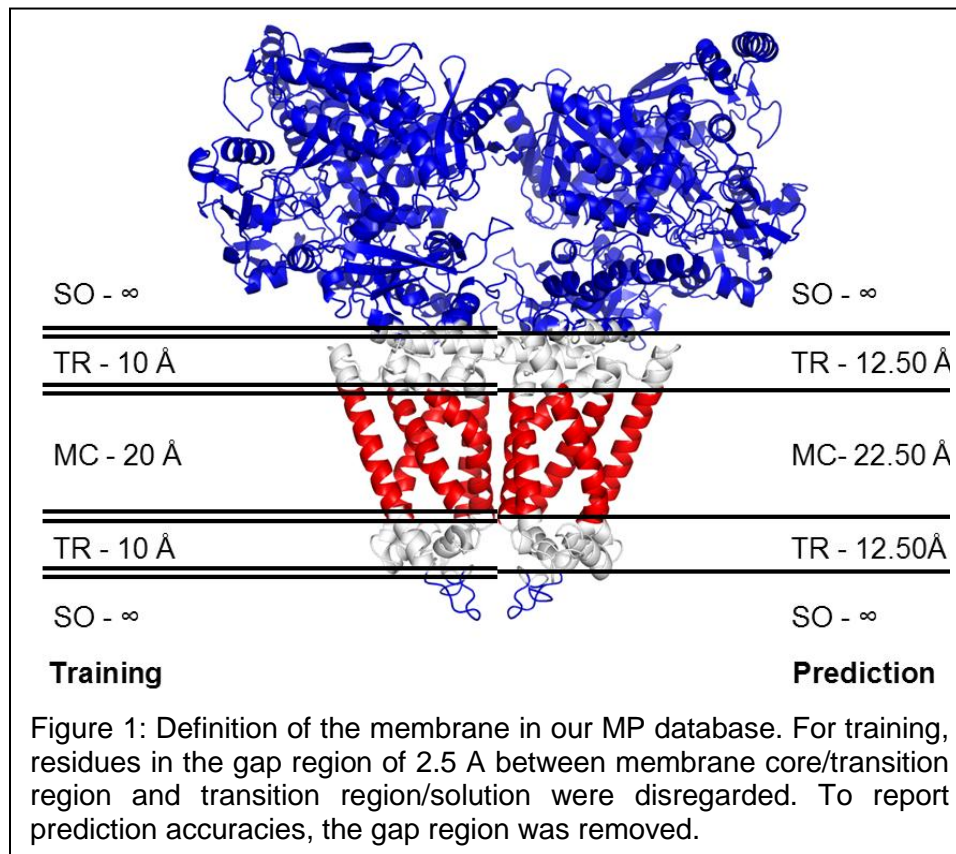 SO - ∞ SO - ∞
TR - 10 Å TR - 12.50 Å
MC - 20 Å MC- 22.50 Å
TR - 10 Å TR - 12.50Å
SO - ∞ SO - ∞
Training Prediction
Figure 1: Definition of the membrane in our MP database. For training,
residues in the gap region of 2.5 A between membrane core/transition
region and transition region/solution were disregarded. To report
prediction accuracies, the gap region was removed.